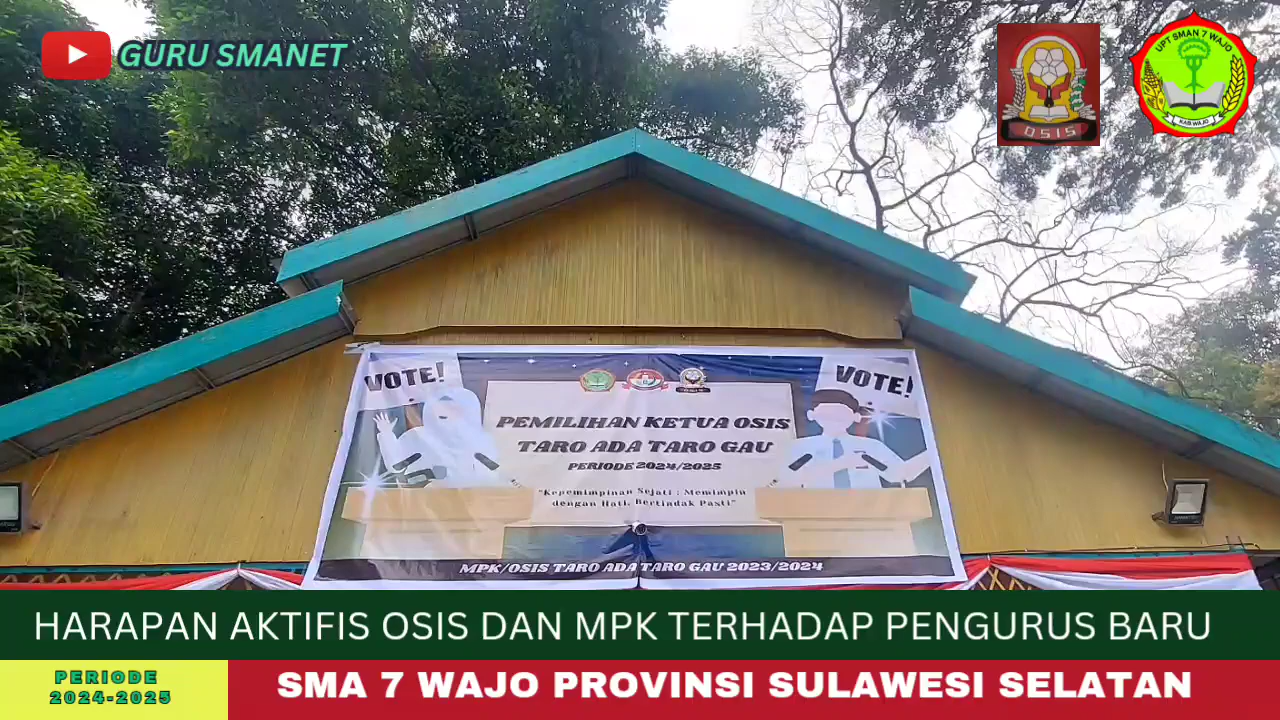 GURU SMANET
OSIS
UPT SMAN 7 WAJO
KAB.WAJO
VOTE!
VOTE!
PEMILIHAN KETUA OSIS
TARO ADA TARO GAU
PERIODE 2024/2025
"Kepemimpinan Sejati : Memimpin
dengan Hati, Bertindak Pasti"
MPK/OSIS TARO ADA TARO GAU 2023/2024
HARAPAN AKTIFIS OSIS DAN MPK TERHADAP PENGURUS BARU
PERIODE
2024-2025
SMA 7 WAJO PROVINSI SULAWESI SELATAN